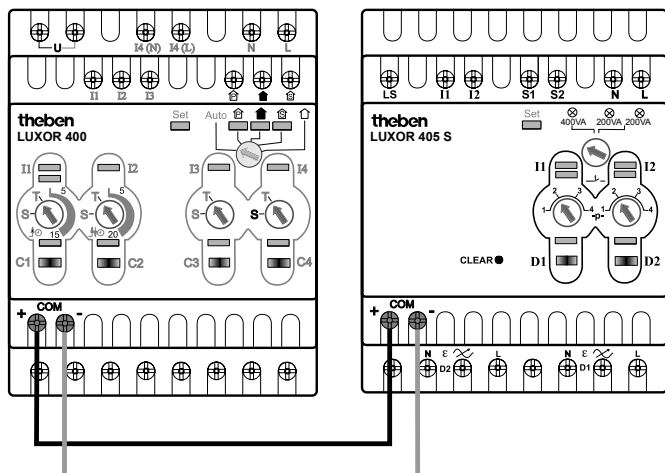 U I4 (N) I4 (L) N L
I1 I2 I3
theben
LUXOR 400
Set Auto
I1 I2 I3 I4
T 5 T 5 T T
S S S S
15 20
C1 C2 C3 C4
+ COM -
LS I1 I2 S1 S2 N L
theben
LUXOR 405 S
Set
400VA 200VA 200VA
I1 I2
2 3 2 3
1 4 -p- 1 4
CLEAR
D1 D2
+ COM -
N ε L N ε L
D2 D1